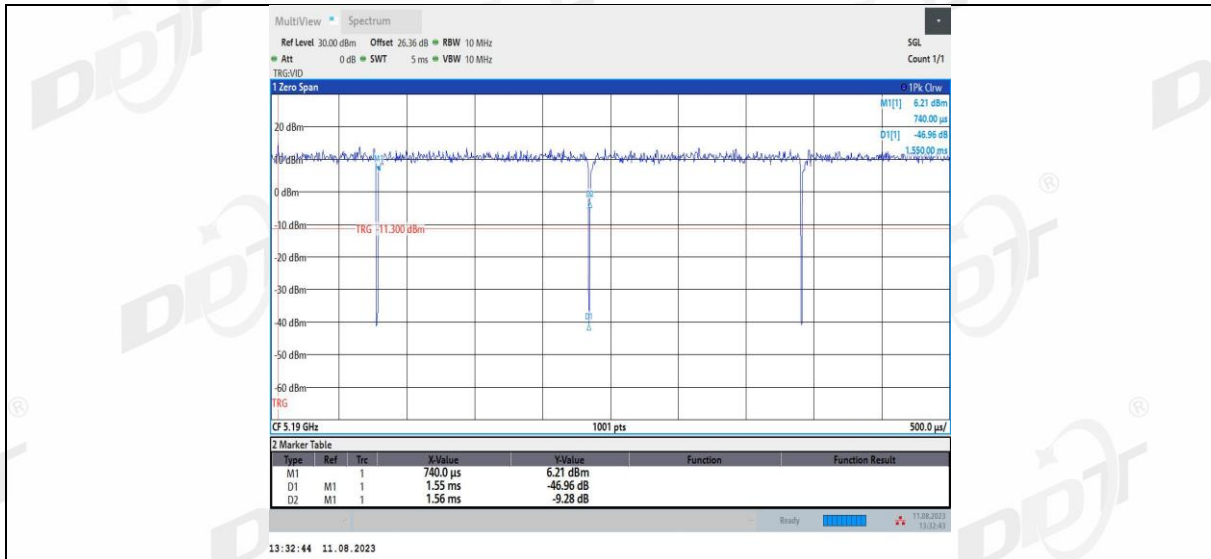 MultiView Spectrum
Ref Level 30.00 dBm Offset 26.36 dB RBW 10 MHz SGL
Att 0 dB SWT 5 ms VBW 10 MHz Count 1/1
TRG:VID
1 Zero Span 1Pk Clrw
M1[1] 6.21 dBm
740.00 µs
20 dBm
D1[1] -46.96 dB
1.550 00 ms
10 dBm
M1
0 dBm
D2
-10 dBm
TRG -11.300 dBm
-20 dBm
-30 dBm
-40 dBm
D1
-50 dBm
-60 dBm
TRG
CF 5.19 GHz 1001 pts 500.0 µs/
2 Marker Table
Type Ref Trc X-Value Y-Value Function Function Result
M1 1 740.0 µs 6.21 dBm
D1 M1 1 1.55 ms -46.96 dB
D2 M1 1 1.56 ms -9.28 dB
Ready 11.08.2023
13:32:43
13:32:44 11.08.2023
DDT